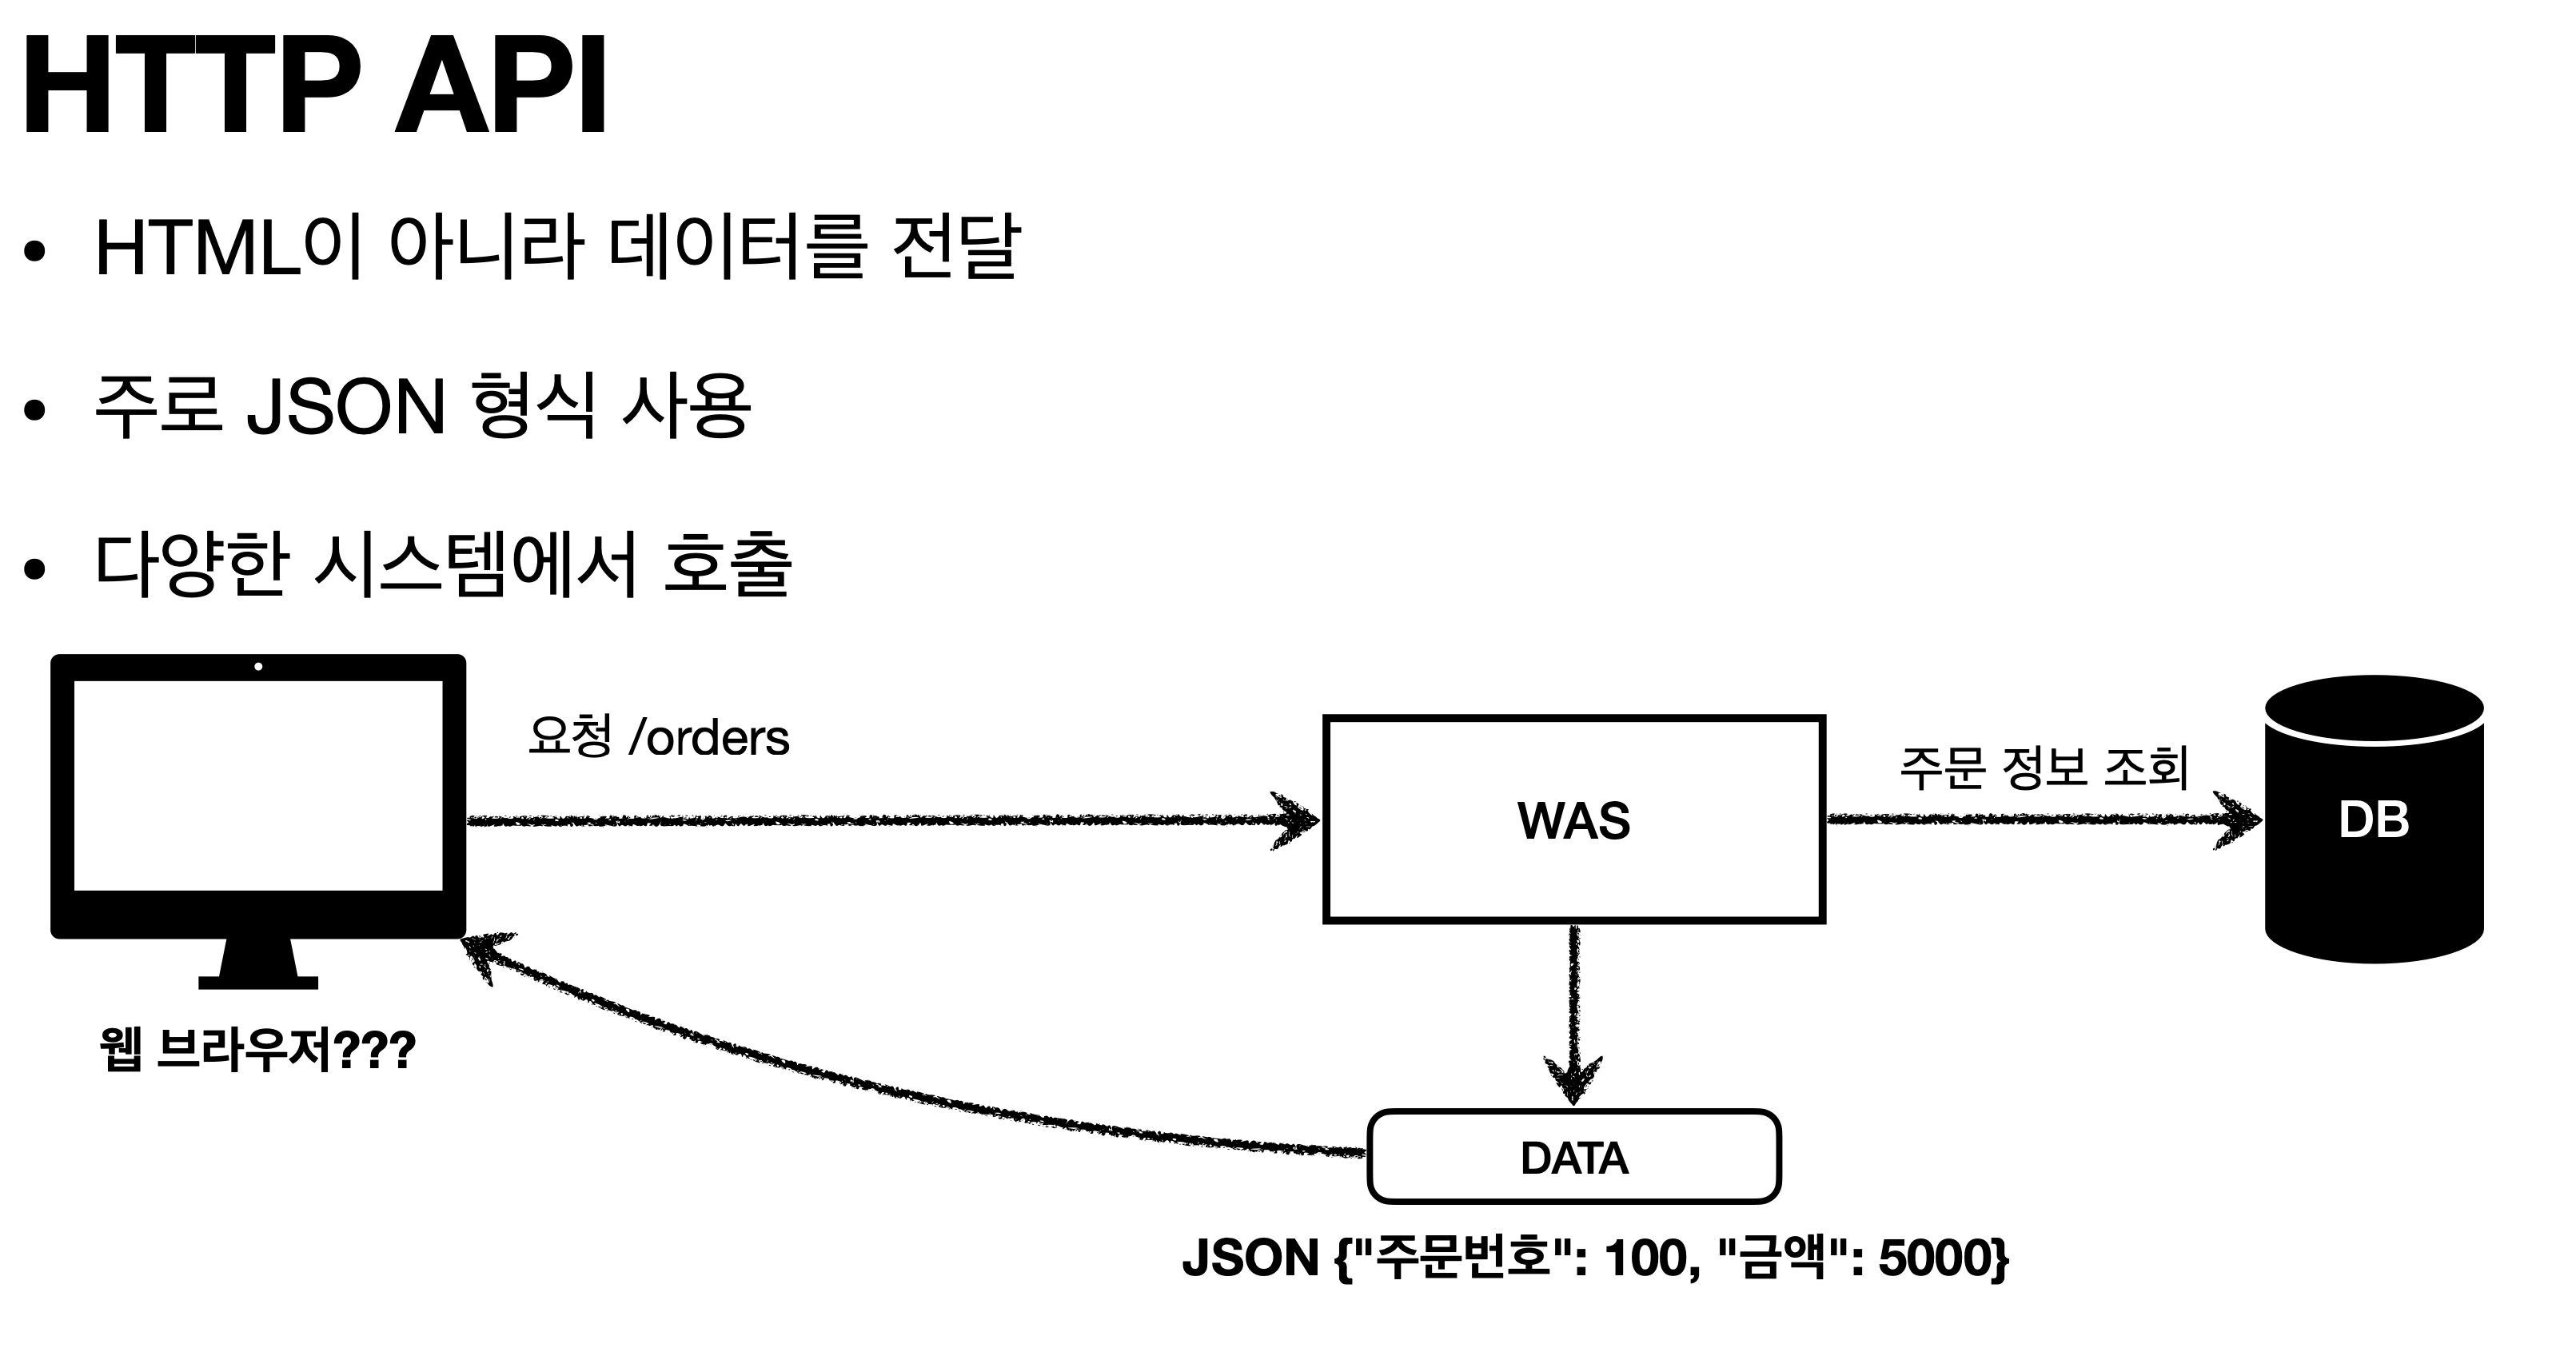 HTTP API
• HTML이 아니라 데이터를 전달
• 주로 JSON 형식 사용
• 다양한 시스템에서 호출
요청 /orders
주문 정보 조회
WAS
DB
웹 브라우저???
DATA
JSON {"주문번호": 100, "금액": 5000}